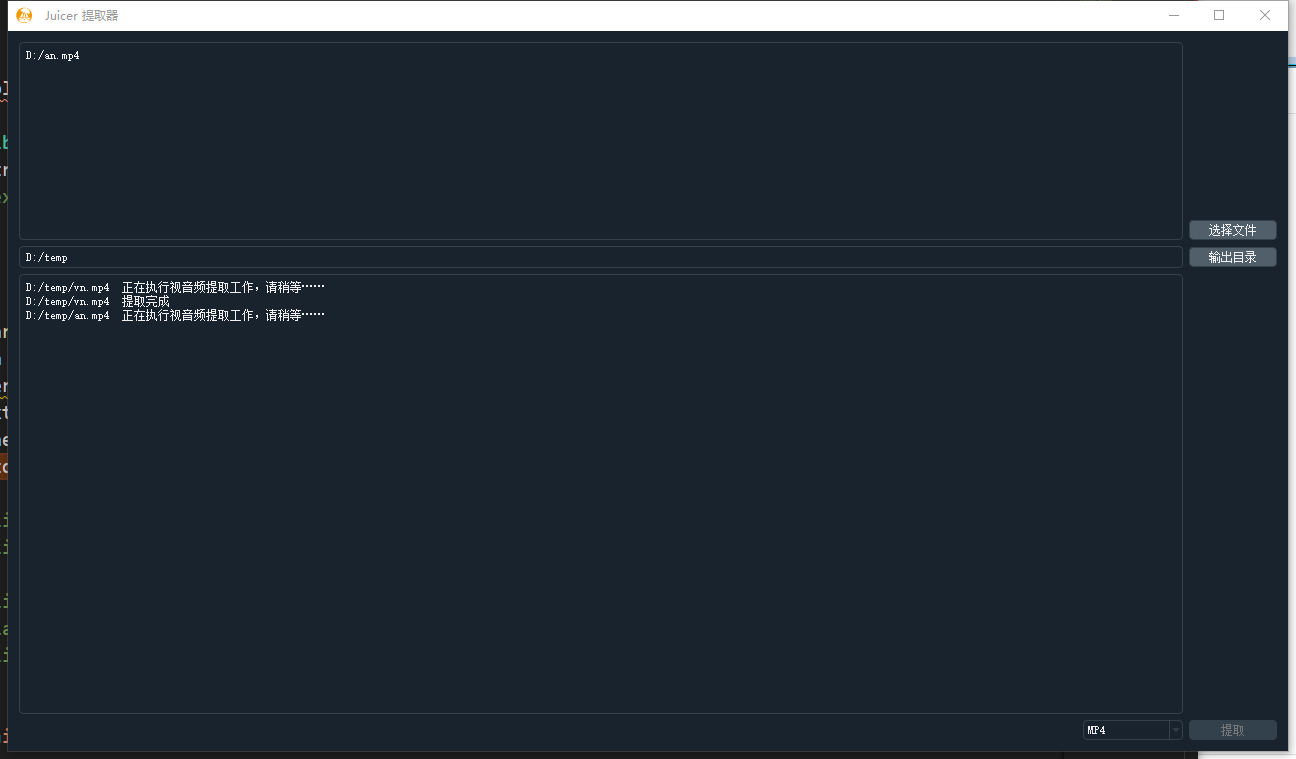 Juicer 提取器
D:/an.mp4
选择文件
D:/temp
输出目录
D:/temp/vn.mp4  正在执行视音频提取工作，请稍等……
D:/temp/vn.mp4  提取完成
D:/temp/an.mp4  正在执行视音频提取工作，请稍等……
MP4
提取